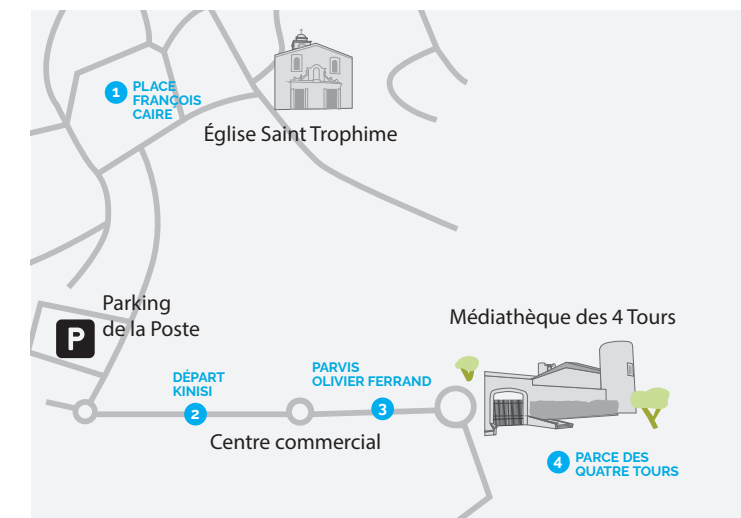 1 PLACE
FRANÇOIS
CAIRE
Église Saint Trophime
Parking
de la Poste
P
Médiathèque des 4 Tours
DÉPART
KINISI
2
PARVIS
OLIVIER FERRAND
3
Centre commercial
4 PARCE DES
QUATRE TOURS